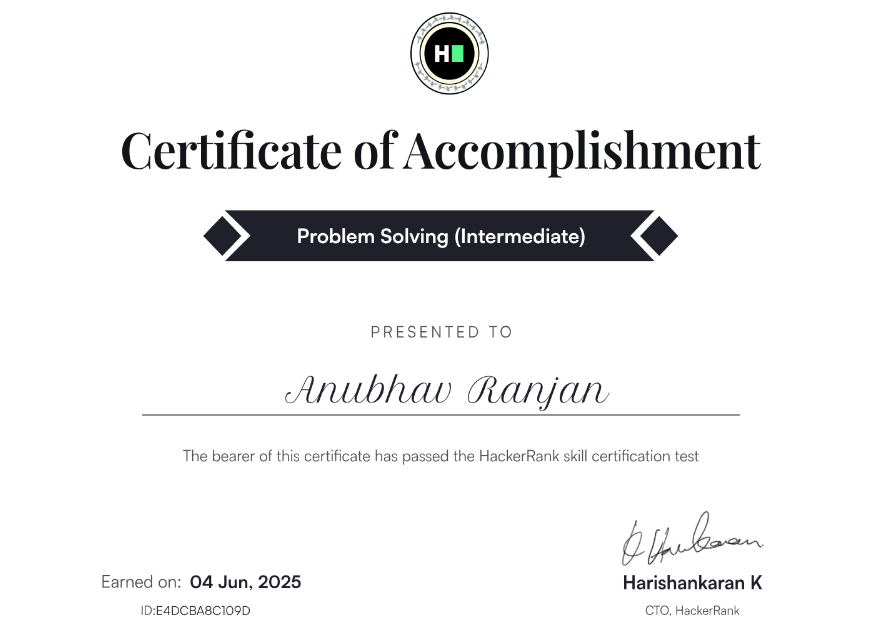 H
Certificate of Accomplishment
Problem Solving (Intermediate)
PRESENTED TO
Anubhav Ranjan
The bearer of this certificate has passed the HackerRank skill certification test
Earned on: 04 Jun, 2025
ID:E4DCBA8C109D
Harishankaran K
CTO, HackerRank